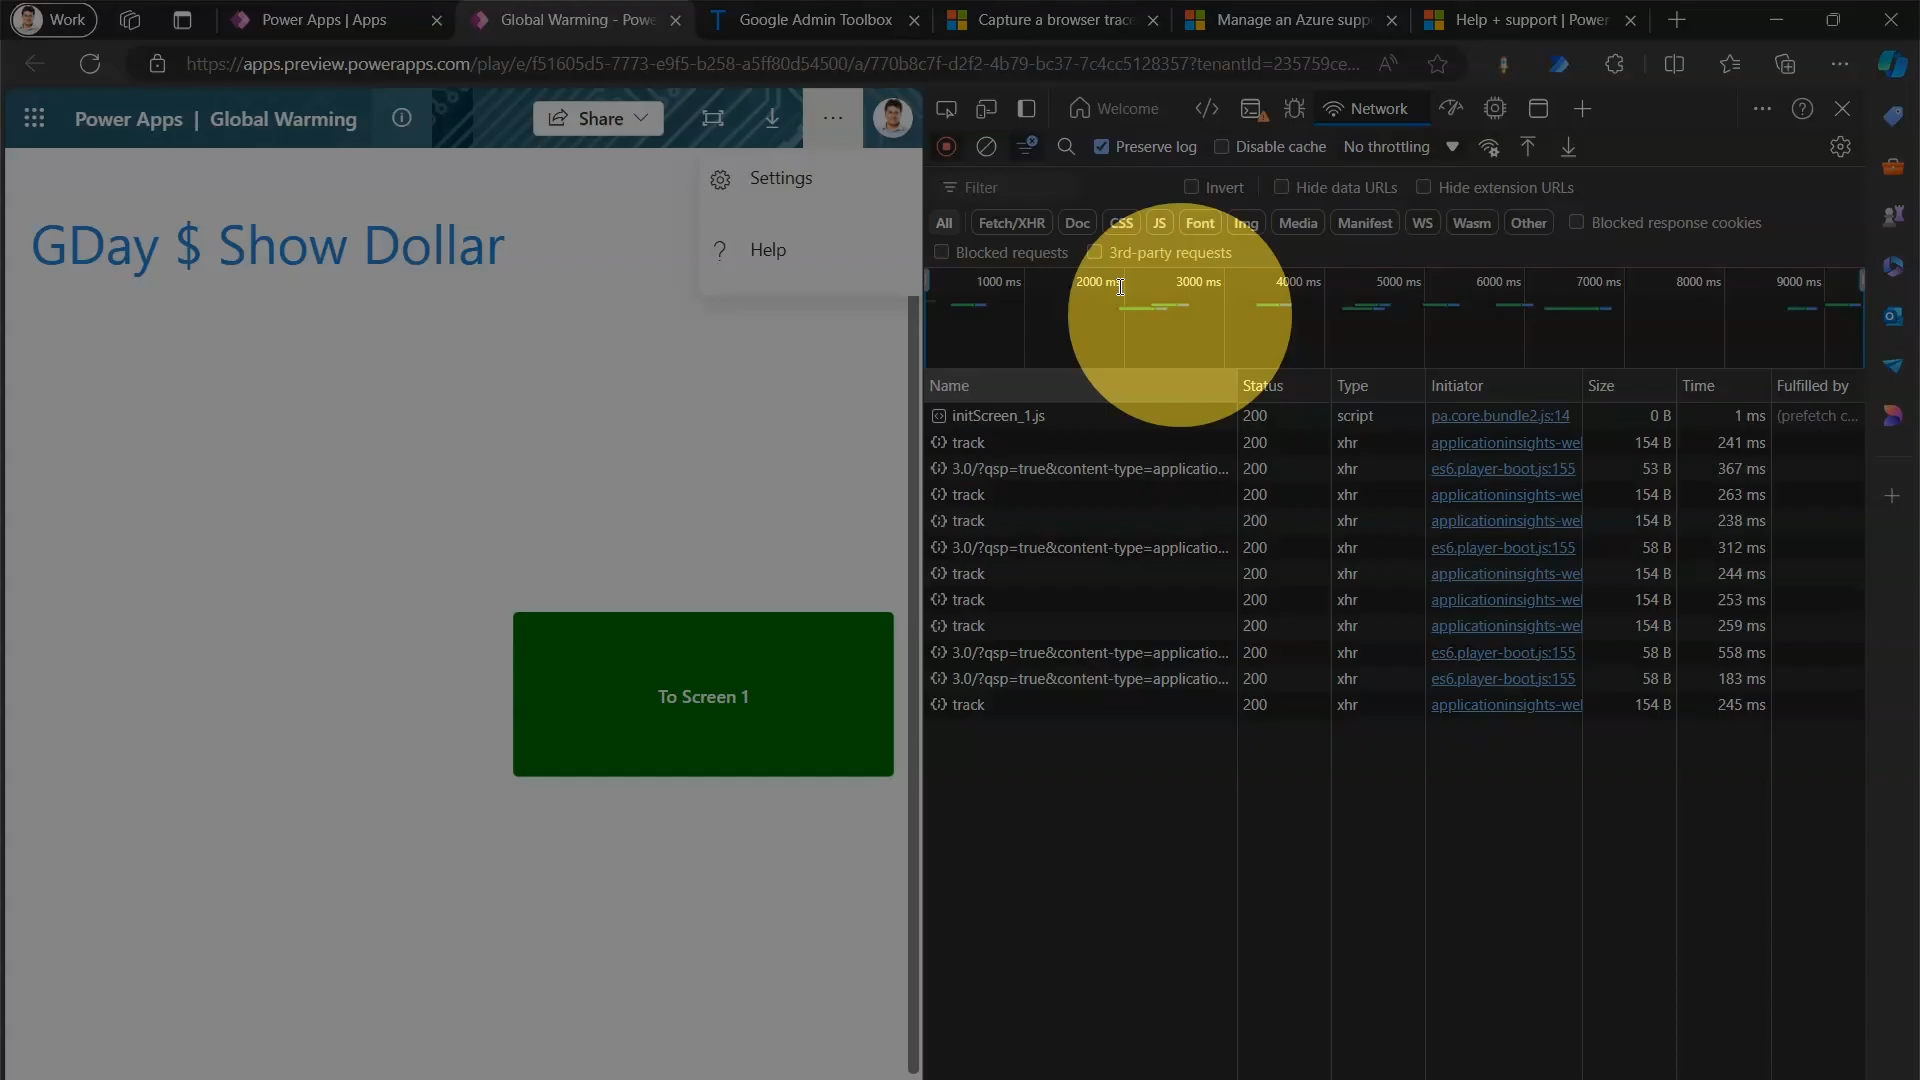 Work
Power Apps | Apps
Global Warming - Powe
Google Admin Toolbox
Capture a browser trace
Manage an Azure supp
Help + support | Power
https://apps.preview.powerapps.com/play/e/f51605d5-7773-e9f5-b258-a5ff80d54500/a/770b8c7f-d2f2-4b79-bc37-7c4cc5128357?tenantId=235759ce...
Power Apps | Global Warming
Share
Settings
Help
GDay $ Show Dollar
To Screen 1
Welcome
Network
Preserve log
Disable cache
No throttling
Filter
Invert
Hide data URLs
Hide extension URLs
All Fetch/XHR Doc CSS JS Font Img Media Manifest WS Wasm Other Blocked response cookies
Blocked requests 3rd-party requests
1000 ms 2000 ms 3000 ms 4000 ms 5000 ms 6000 ms 7000 ms 8000 ms 9000 ms
Name Status Type Initiator Size Time Fulfilled by
initScreen_1.js 200 script pa.core.bundle2.js:14 0 B 1 ms (prefetch c...
track 200 xhr applicationinsights-wel 154 B 241 ms
3.0/?qsp=true&content-type=applicatio... 200 xhr es6.player-boot.js:155 53 B 367 ms
track 200 xhr applicationinsights-wel 154 B 263 ms
track 200 xhr applicationinsights-wel 154 B 238 ms
3.0/?qsp=true&content-type=applicatio... 200 xhr es6.player-boot.js:155 58 B 312 ms
track 200 xhr applicationinsights-wel 154 B 244 ms
track 200 xhr applicationinsights-wel 154 B 253 ms
track 200 xhr applicationinsights-wel 154 B 259 ms
3.0/?qsp=true&content-type=applicatio... 200 xhr es6.player-boot.js:155 58 B 558 ms
3.0/?qsp=true&content-type=applicatio... 200 xhr es6.player-boot.js:155 58 B 183 ms
track 200 xhr applicationinsights-wel 154 B 245 ms